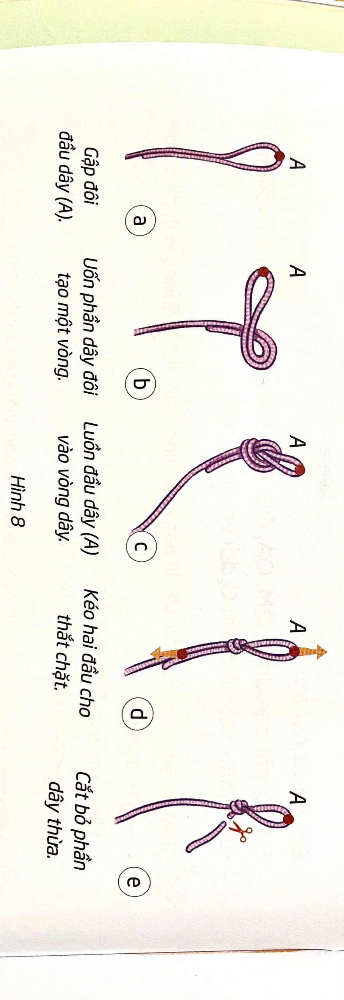 A
A
A
A
A
a
b
c
d
e
Gập đôi
đầu dây (A).
Uốn phần dây đôi
tạo một vòng.
Luồn đầu dây (A)
vào vòng dây.
Kéo hai đầu cho
thắt chặt.
Cắt bỏ phần
dây thừa.
Hình 8